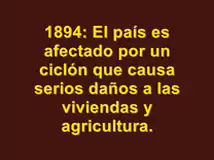 1894: El país es
afectado por un
ciclón que causa
serios daños a las
viviendas y
agricultura.